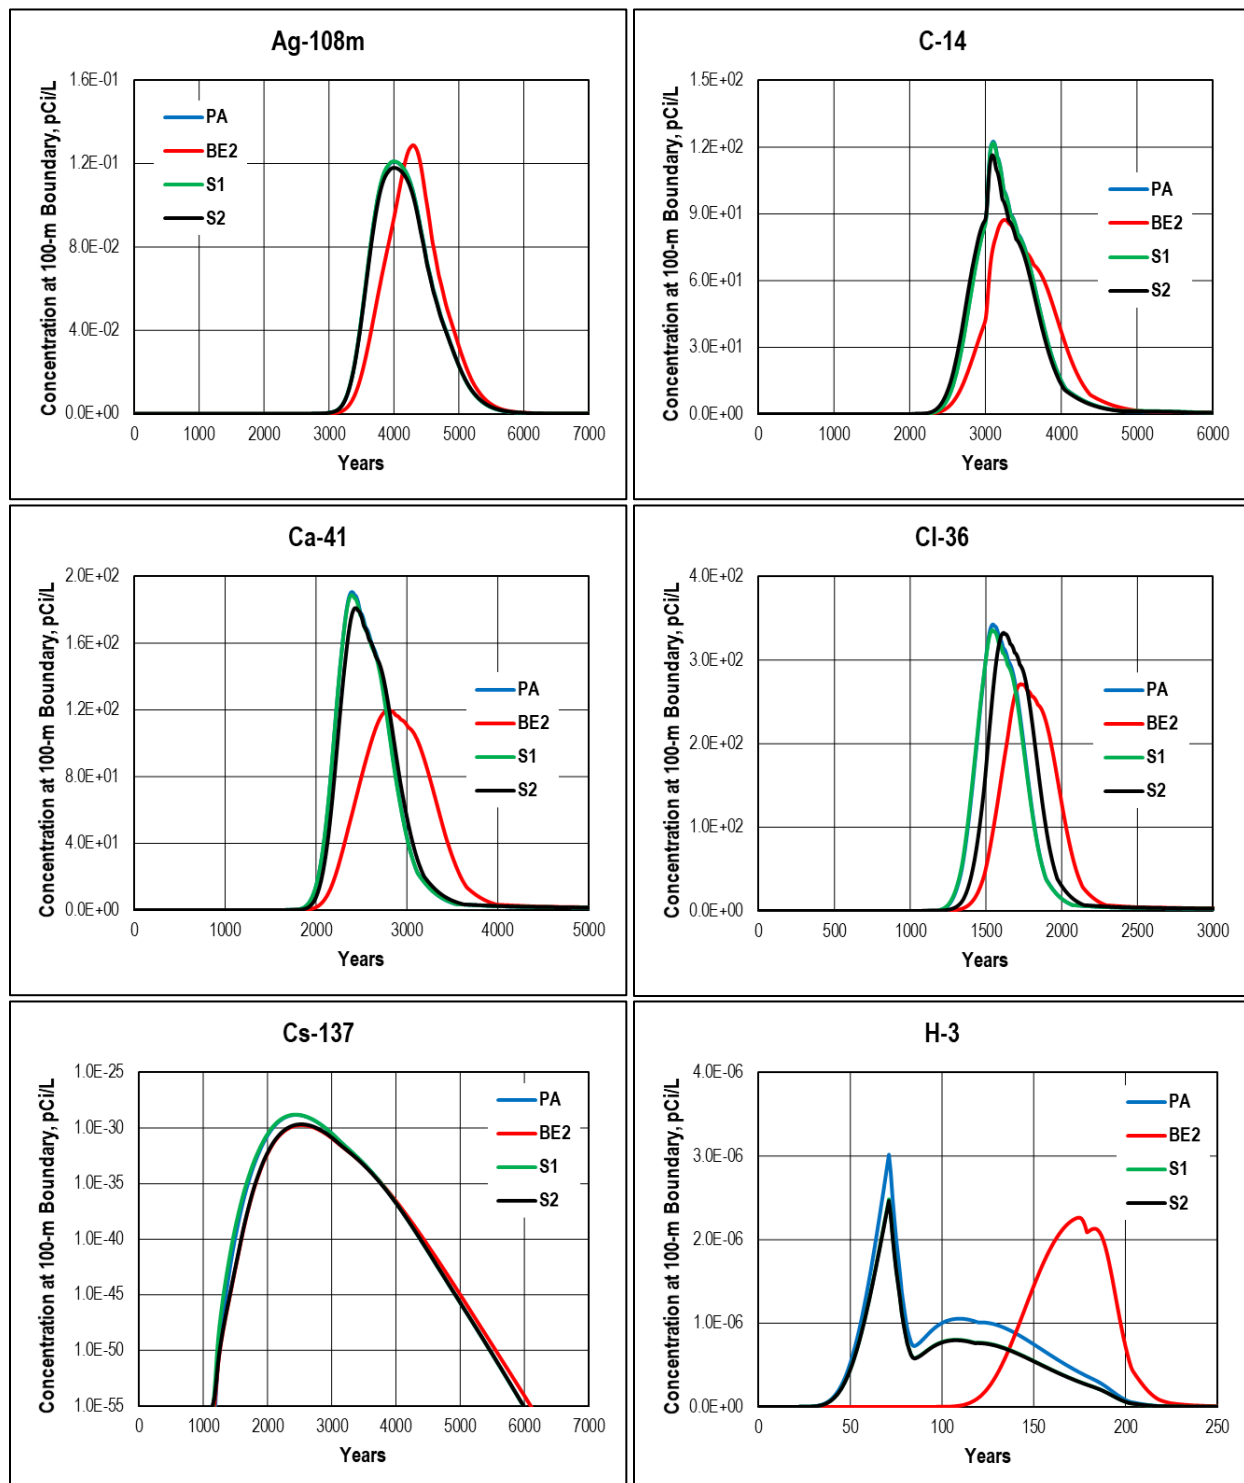 Ag-108m
Concentration at 100-m Boundary, pCi/L
1.6E-01
1.2E-01
8.0E-02
4.0E-02
0.0E+00
PA
BE2
S1
S2
0 1000 2000 3000 4000 5000 6000 7000
Years
C-14
Concentration at 100-m Boundary, pCi/L
1.5E+02
1.2E+02
9.0E+01
6.0E+01
3.0E+01
0.0E+00
PA
BE2
S1
S2
0 1000 2000 3000 4000 5000 6000
Years
Ca-41
Concentration at 100-m Boundary, pCi/L
2.0E+02
1.6E+02
1.2E+02
8.0E+01
4.0E+01
0.0E+00
PA
BE2
S1
S2
0 1000 2000 3000 4000 5000
Years
Cl-36
Concentration at 100-m Boundary, pCi/L
4.0E+02
3.0E+02
2.0E+02
1.0E+02
0.0E+00
PA
BE2
S1
S2
0 500 1000 1500 2000 2500 3000
Years
Cs-137
Concentration at 100-m Boundary, pCi/L
1.0E-25
1.0E-30
1.0E-35
1.0E-40
1.0E-45
1.0E-50
1.0E-55
PA
BE2
S1
S2
0 1000 2000 3000 4000 5000 6000 7000
Years
H-3
Concentration at 100-m Boundary, pCi/L
4.0E-06
3.0E-06
2.0E-06
1.0E-06
0.0E+00
PA
BE2
S1
S2
0 50 100 150 200 250
Years